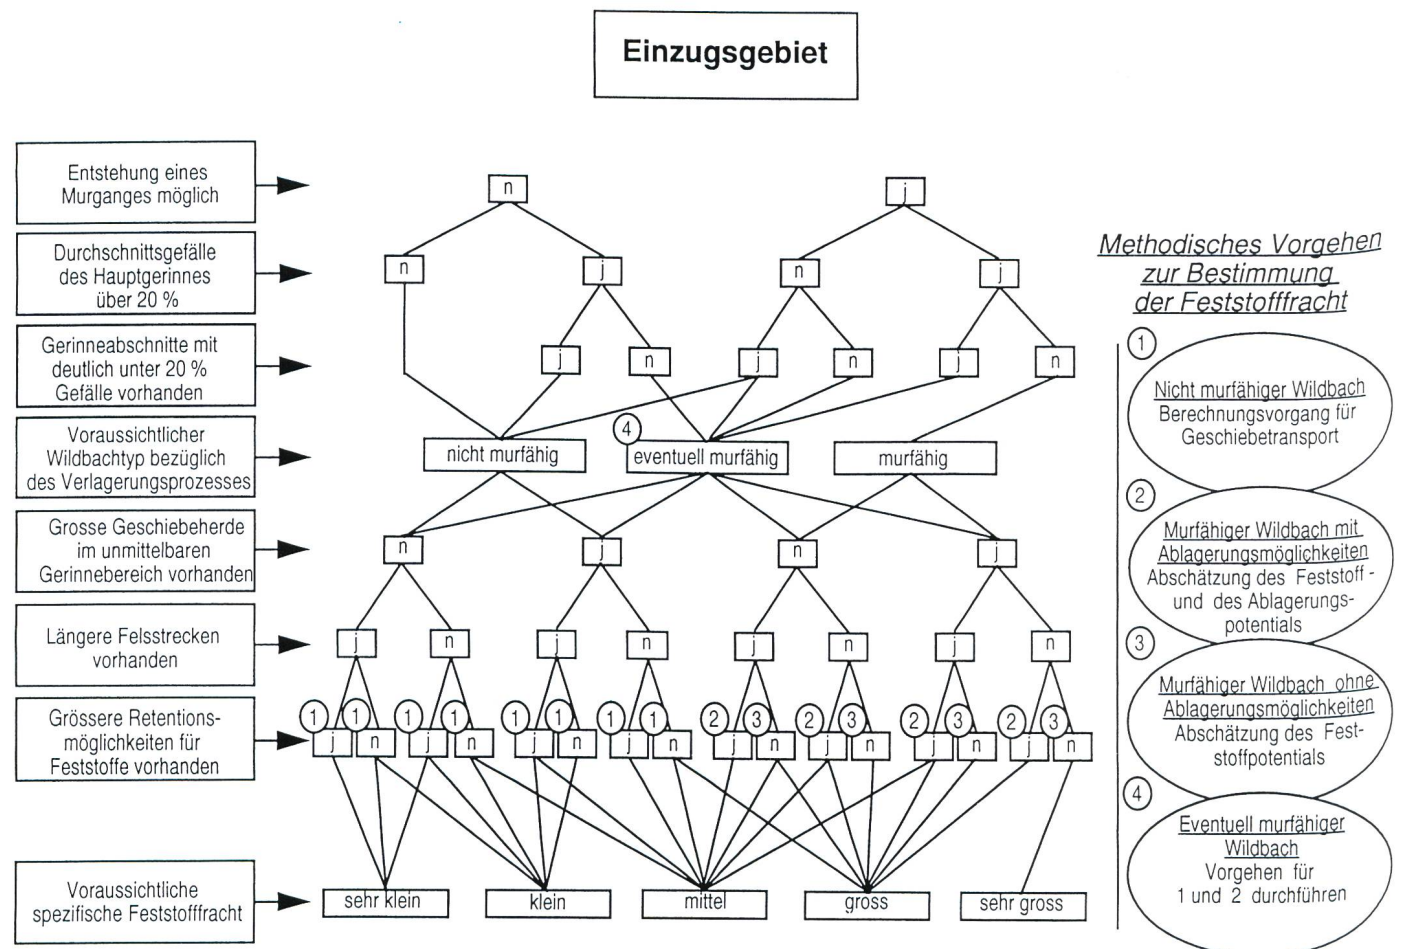 Einzugsgebiet
Entstehung eines
Murganges möglich
n
j
Durchschnittsgefälle
des Hauptgerinnes
über 20 %
n
j
n
j
Gerinneabschnitte mit
deutlich unter 20 %
Gefälle vorhanden
j
n
j
n
j
n
Voraussichtlicher
Wildbachtyp bezüglich
des Verlagerungsprozesses
nicht murfähig
4
eventuell murfähig
murfähig
Grosse Geschiebeherde
im unmittelbaren
Gerinnebereich vorhanden
n
j
n
j
Längere Felsstrecken
vorhanden
j
n
j
n
j
n
j
n
Grössere Retentions-
möglichkeiten für
Feststoffe vorhanden
1 1 1 1 1 1 1 1 2 3 2 3 2 3 2 3
j n j n j n j n j n j n j n j n
Voraussichtliche
spezifische Feststofffracht
sehr klein
klein
mittel
gross
sehr gross
Methodisches Vorgehen
zur Bestimmung
der Feststofffracht
1
Nicht murfähiger Wildbach
Berechnungsvorgang für
Geschiebetransport
2
Murfähiger Wildbach mit
Ablagerungsmöglichkeiten
Abschätzung des Feststoff-
und des Ablagerungs-
potentials
3
Murfähiger Wildbach ohne
Ablagerungsmöglichkeiten
Abschätzung des Fest-
stoffpotentials
4
Eventuell murfähiger
Wildbach
Vorgehen für
1 und 2 durchführen